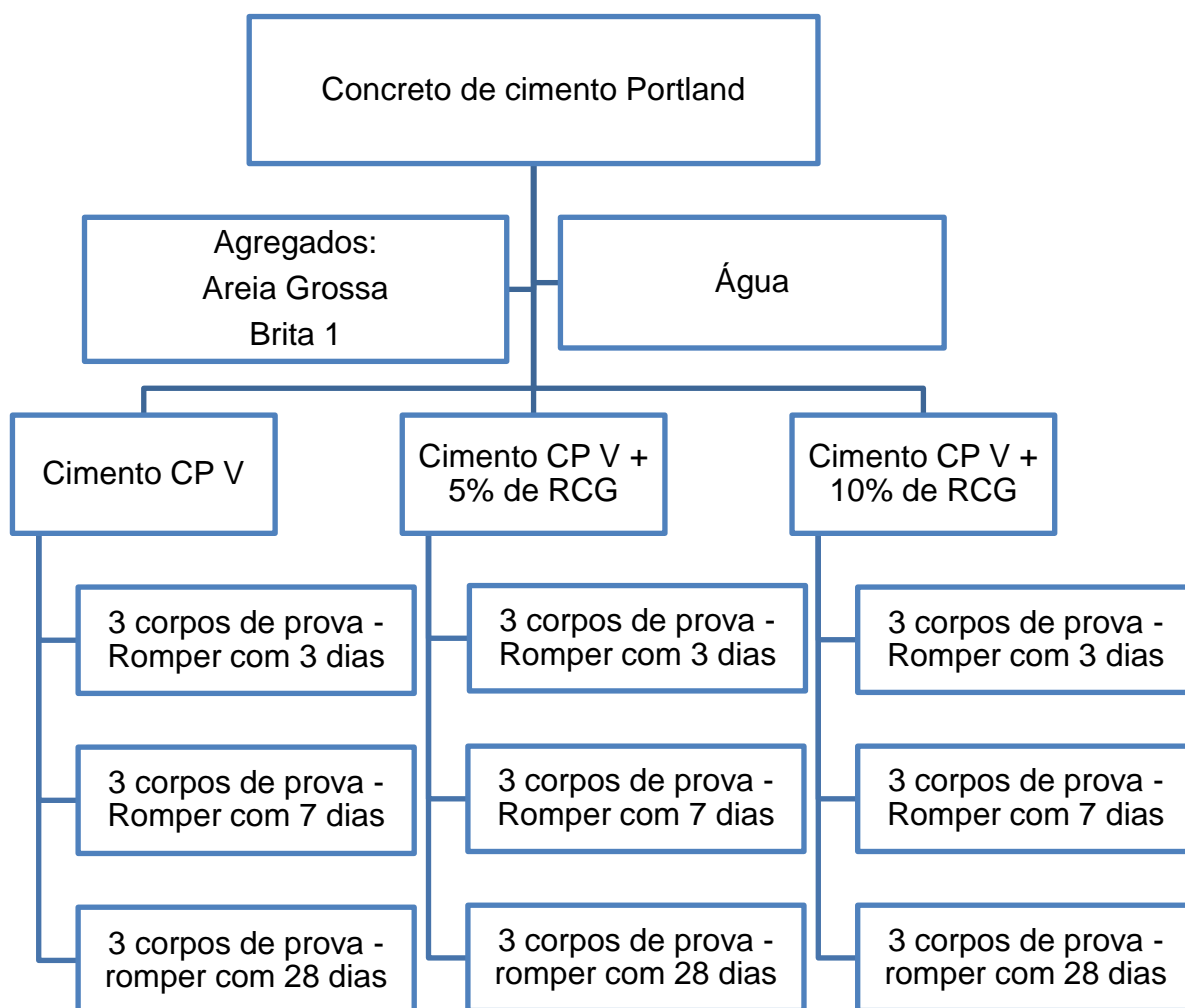 Concreto de cimento Portland
Agregados:
Areia Grossa
Brita 1
Água
Cimento CP V
Cimento CP V +
5% de RCG
Cimento CP V +
10% de RCG
3 corpos de prova -
Romper com 3 dias
3 corpos de prova -
Romper com 3 dias
3 corpos de prova -
Romper com 3 dias
3 corpos de prova -
Romper com 7 dias
3 corpos de prova -
Romper com 7 dias
3 corpos de prova -
Romper com 7 dias
3 corpos de prova -
romper com 28 dias
3 corpos de prova -
romper com 28 dias
3 corpos de prova -
romper com 28 dias